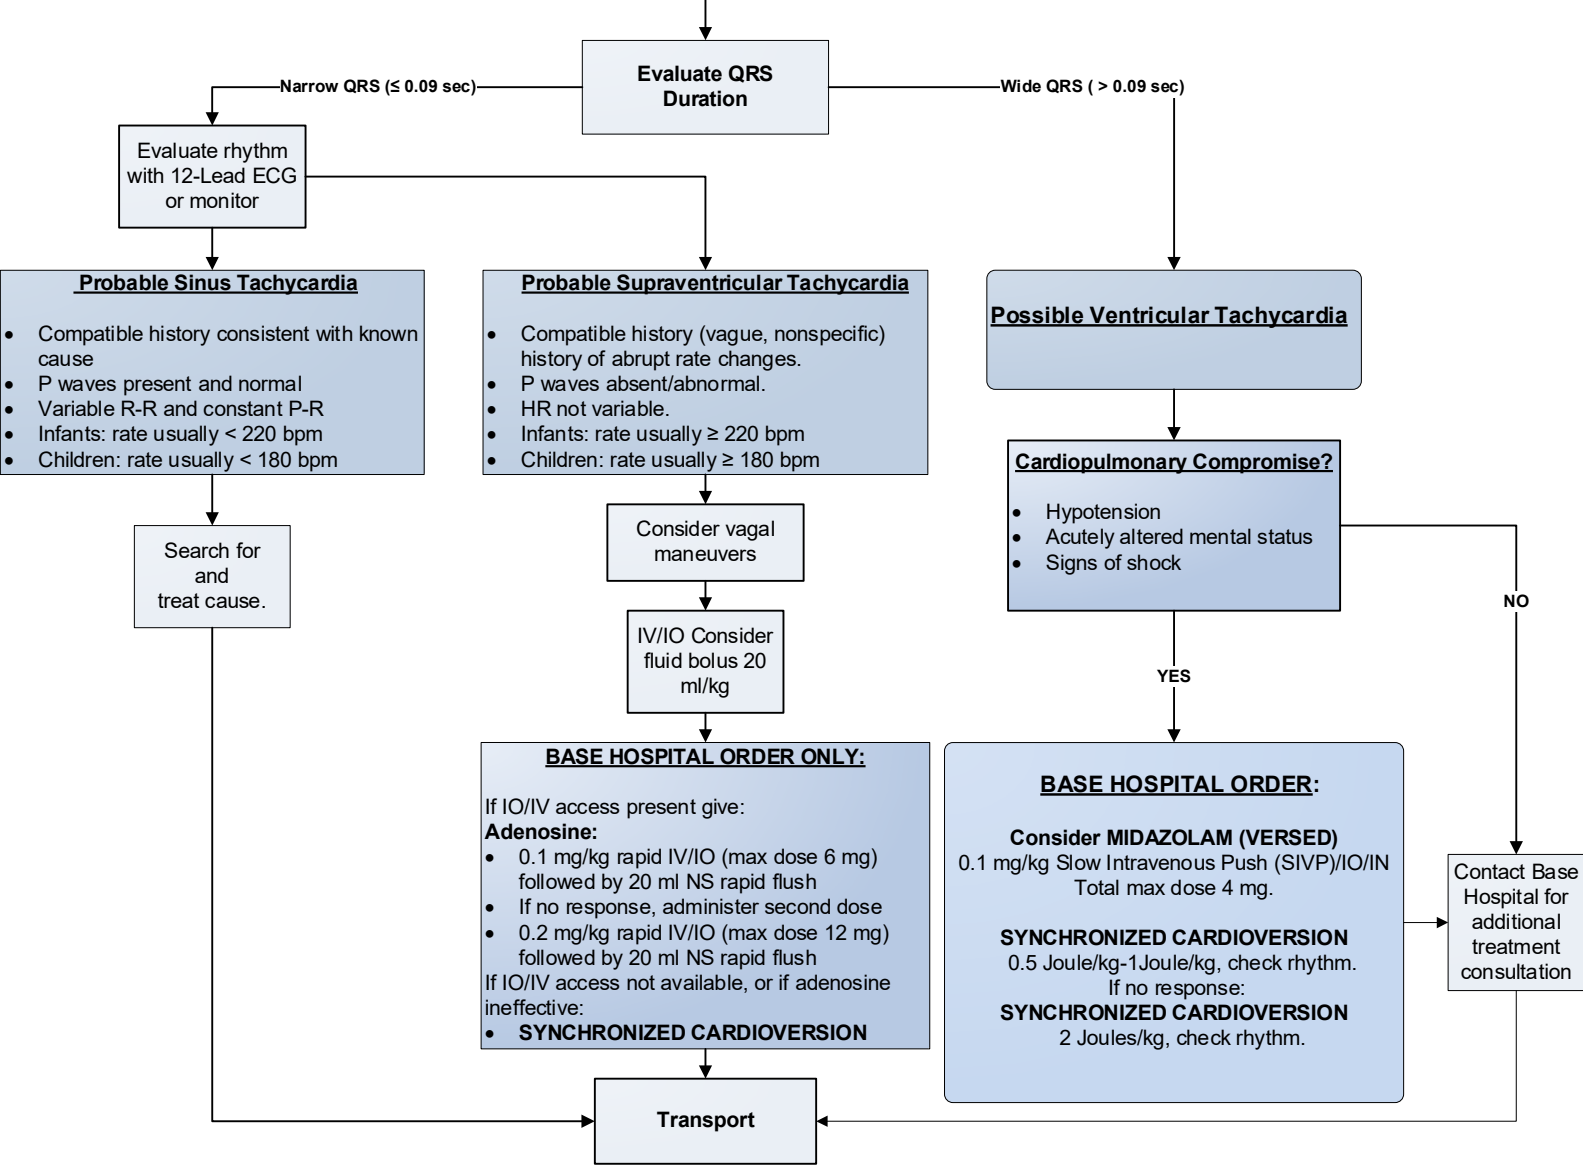 Evaluate QRS
Duration
Narrow QRS (≤ 0.09 sec)
Wide QRS ( > 0.09 sec)
Evaluate rhythm
with 12-Lead ECG
or monitor
Probable Sinus Tachycardia
• Compatible history consistent with known
cause
• P waves present and normal
• Variable R-R and constant P-R
• Infants: rate usually < 220 bpm
• Children: rate usually < 180 bpm
Search for
and
treat cause.
Probable Supraventricular Tachycardia
• Compatible history (vague, nonspecific)
history of abrupt rate changes.
• P waves absent/abnormal.
• HR not variable.
• Infants: rate usually ≥ 220 bpm
• Children: rate usually ≥ 180 bpm
Consider vagal
maneuvers
IV/IO Consider
fluid bolus 20
ml/kg
BASE HOSPITAL ORDER ONLY:
If IO/IV access present give:
Adenosine:
• 0.1 mg/kg rapid IV/IO (max dose 6 mg)
followed by 20 ml NS rapid flush
• If no response, administer second dose
• 0.2 mg/kg rapid IV/IO (max dose 12 mg)
followed by 20 ml NS rapid flush
If IO/IV access not available, or if adenosine
ineffective:
• SYNCHRONIZED CARDIOVERSION
Possible Ventricular Tachycardia
Cardiopulmonary Compromise?
• Hypotension
• Acutely altered mental status
• Signs of shock
NO
YES
BASE HOSPITAL ORDER:
Consider MIDAZOLAM (VERSED)
0.1 mg/kg Slow Intravenous Push (SIVP)/IO/IN
Total max dose 4 mg.
SYNCHRONIZED CARDIOVERSION
0.5 Joule/kg-1Joule/kg, check rhythm.
If no response:
SYNCHRONIZED CARDIOVERSION
2 Joules/kg, check rhythm.
Contact Base
Hospital for
additional
treatment
consultation
Transport